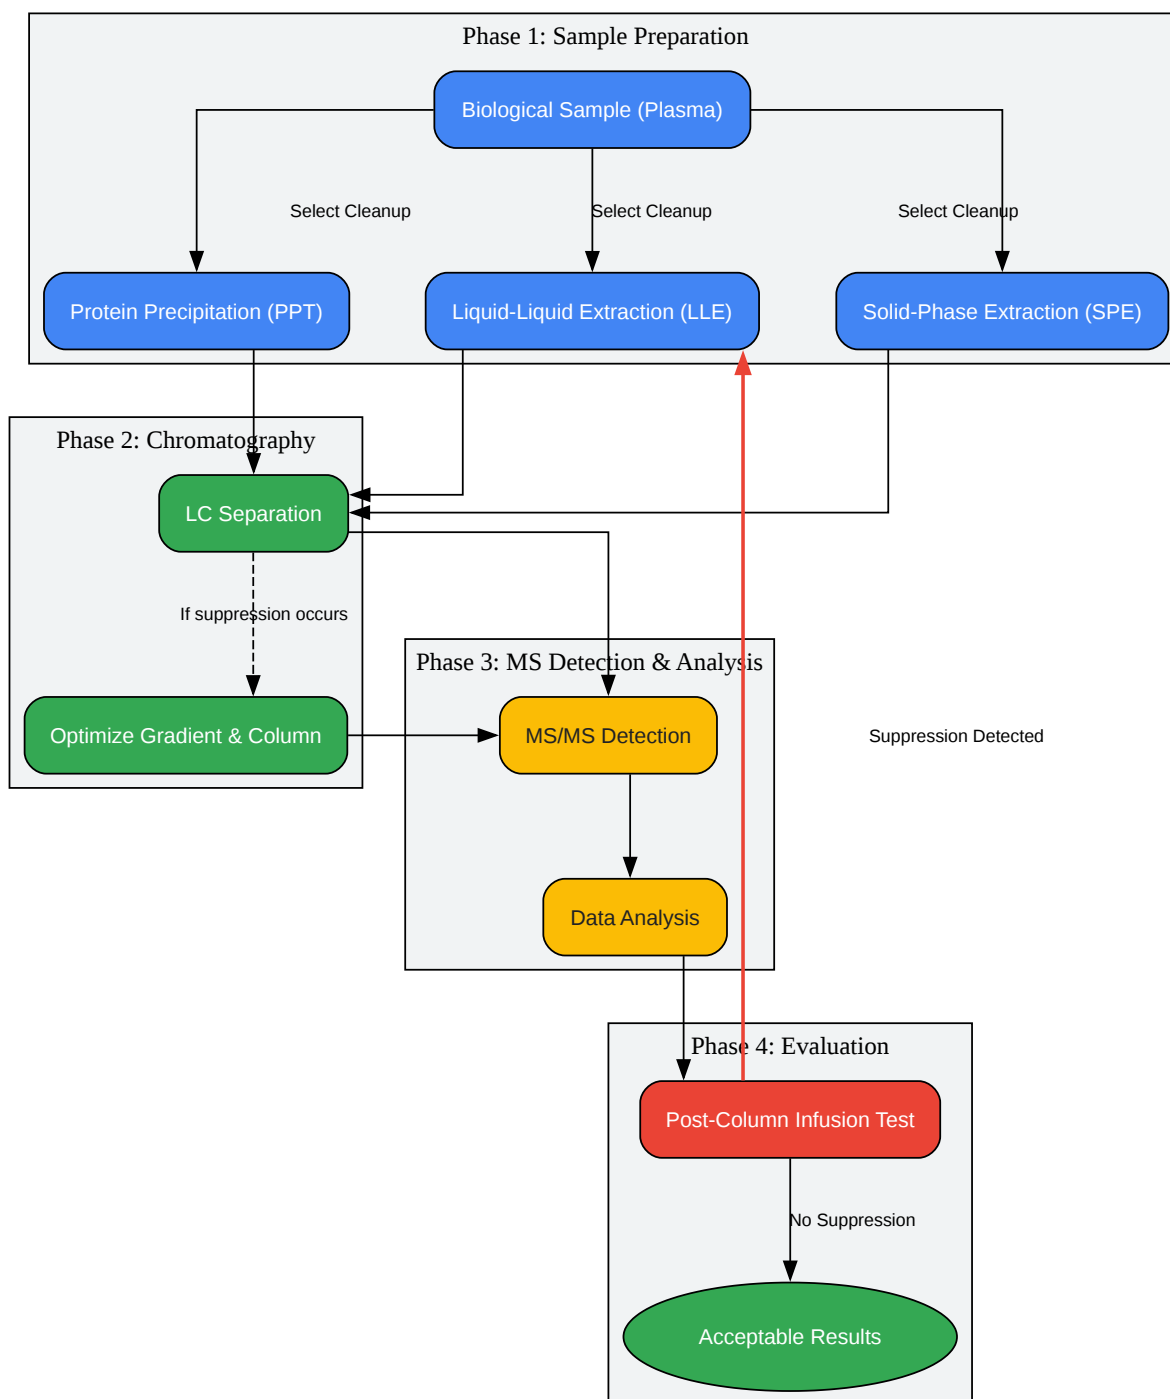 Phase 1: Sample Preparation
Biological Sample (Plasma)
Select Cleanup
Select Cleanup
Select Cleanup
Protein Precipitation (PPT)
Liquid-Liquid Extraction (LLE)
Solid-Phase Extraction (SPE)
Phase 2: Chromatography
LC Separation
If suppression occurs
Optimize Gradient & Column
Phase 3: MS Detection & Analysis
MS/MS Detection
Suppression Detected
Data Analysis
Phase 4: Evaluation
Post-Column Infusion Test
No Suppression
Acceptable Results